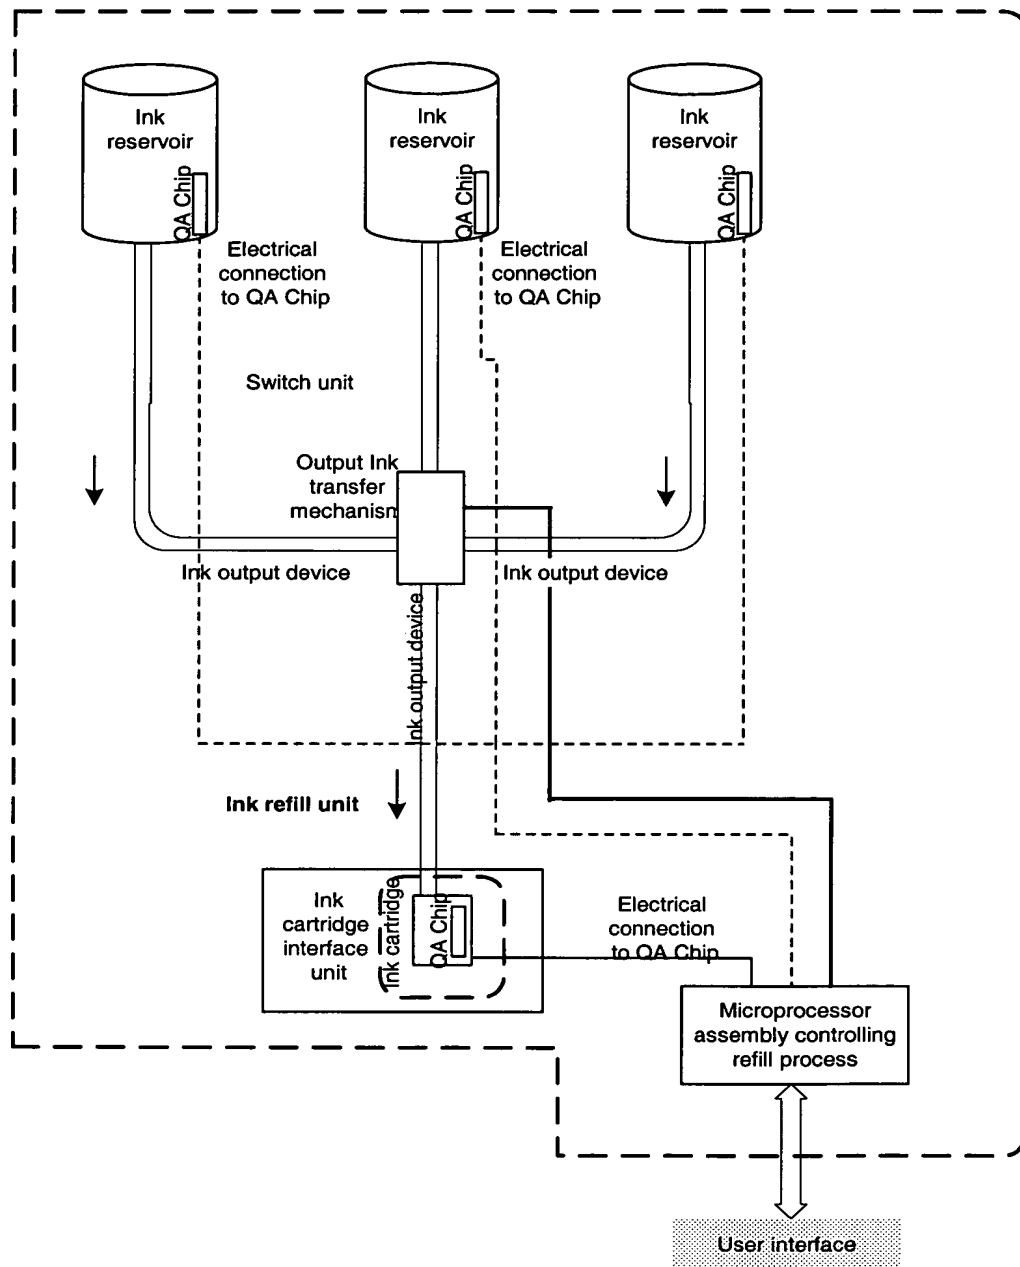 Ink
reservoir
QA Chip
Ink
reservoir
QA Chip
Ink
reservoir
QA Chip
Electrical
connection
to QA Chip
Electrical
connection
to QA Chip
Switch unit
Output Ink
transfer
mechanism
Ink output device
Ink output device
Ink output device
Ink refill unit
Ink
cartridge
interface
unit
Ink cartridge
QA Chip
Electrical
connection
to QA Chip
Microprocessor
assembly controlling
refill process
User interface